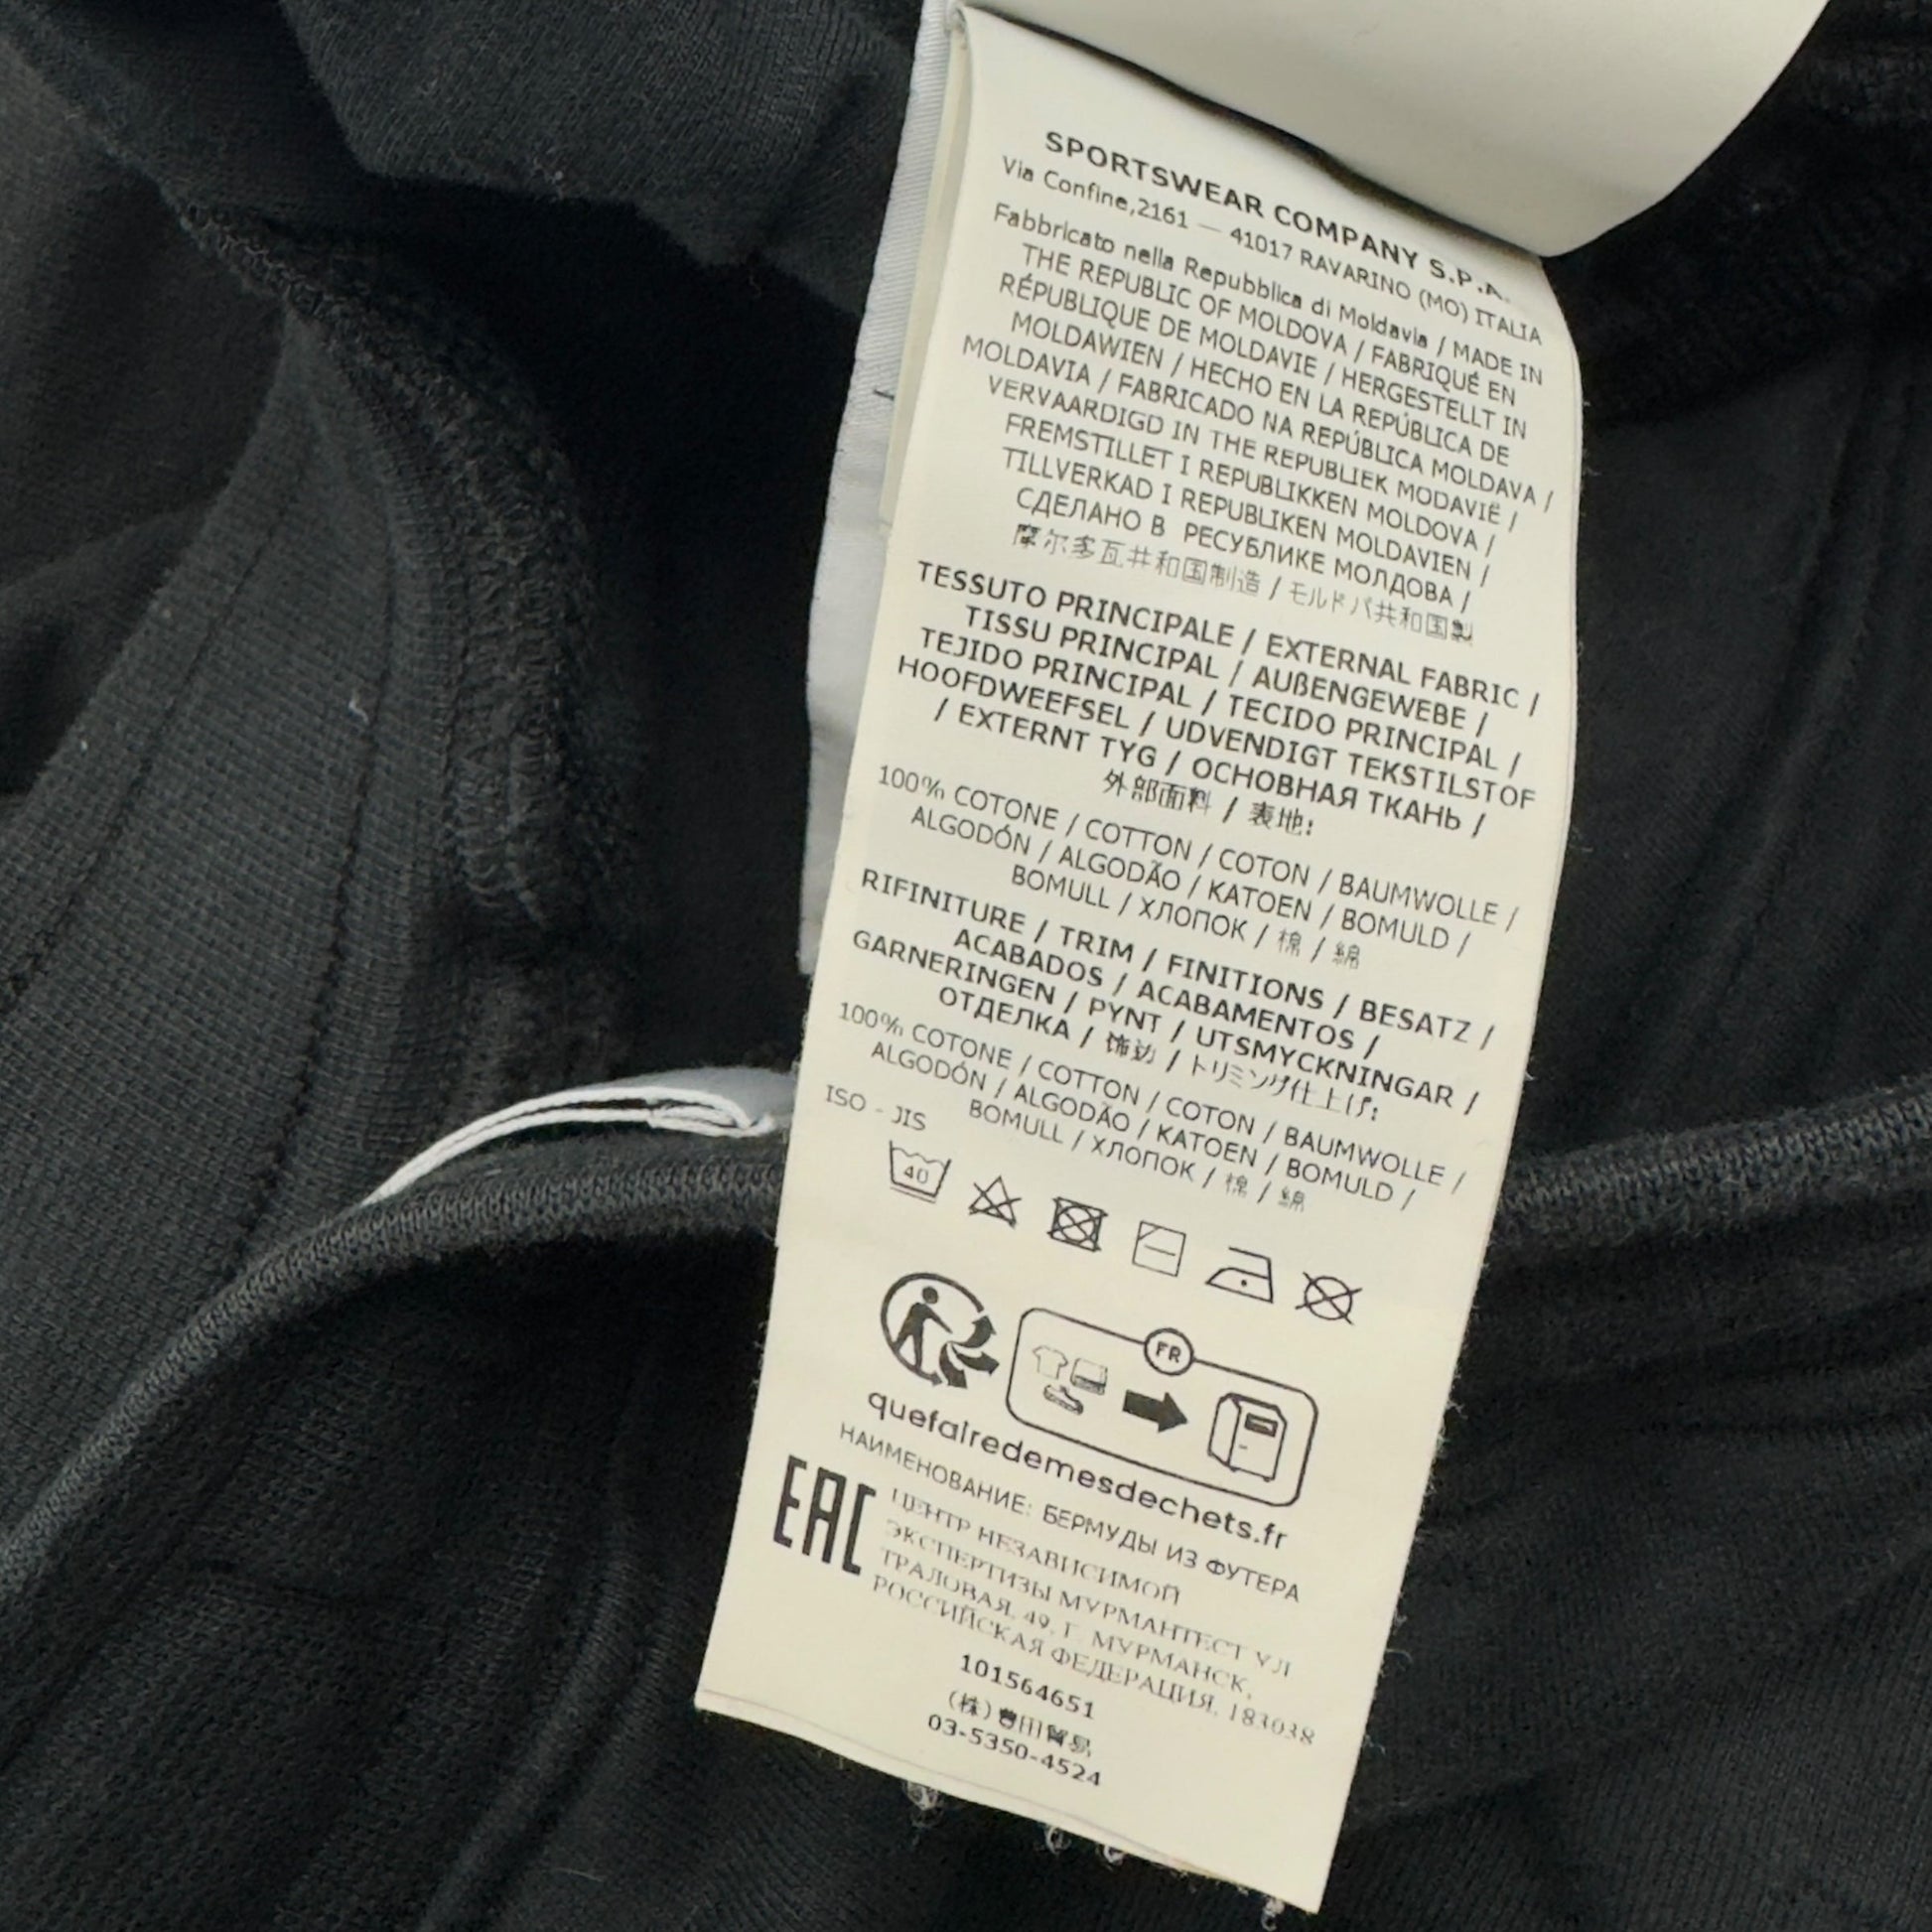 SPORTSWEAR COMPANY S.P.A.
Via Confine,2161 — 41017 RAVARINO (MO) ITALIA
Fabbricato nella Repubblica di Moldavia / MADE IN
THE REPUBLIC OF MOLDOVA / FABRIQUÉ EN
RÉPUBLIQUE DE MOLDAVIE / HERGESTELLT IN
MOLDAWIEN / HECHO EN LA REPÚBLICA DE
MOLDAVIA / FABRICADO NA REPÚBLICA MOLDAVA /
VERVAARDIGD IN THE REPUBLIEK MODAVIË /
FREMSTILLET I REPUBLIKKEN MOLDOVA /
TILLVERKAD I REPUBLIKEN MOLDAVIEN /
СДЕЛАНО В РЕСУБЛИКЕ МОЛДОВА /
摩尔多瓦共和国制造 / モルドバ共和国製
TESSUTO PRINCIPALE / EXTERNAL FABRIC /
TISSU PRINCIPAL / AUßENGEWEBE /
TEJIDO PRINCIPAL / TECIDO PRINCIPAL /
HOOFDWEEFSEL / UDVENDIGT TEKSTILSTOF
/ EXTERNT TYG / ОСНОВНАЯ ТКАНЬ /
外部面料 / 表地:
100% COTONE / COTTON / COTON / BAUMWOLLE /
ALGODÓN / ALGODÃO / KATOEN / BOMULD /
BOMULL / ХЛОПОК / 棉 / 綿
RIFINITURE / TRIM / FINITIONS / BESATZ /
ACABADOS / ACABAMENTOS /
GARNERINGEN / PYNT / UTSMYCKNINGAR /
ОТДЕЛКА / 饰边 / トリミング仕上げ:
100% COTONE / COTTON / COTON / BAUMWOLLE /
ALGODÓN / ALGODÃO / KATOEN / BOMULD /
BOMULL / ХЛОПОК / 棉 / 綿
ISO - JIS
40
FR
quefairedemesdechets.fr
НАИМЕНОВАНИЕ: БЕРМУДЫ ИЗ ФУТЕРА
EAC
ЦЕНТР НЕЗАВИСИМОЙ
ЭКСПЕРТИЗЫ МУРМАНТЕСТ УЛ
ТРАЛОВАЯ, 49, Г. МУРМАНСК,
РОССИЙСКАЯ ФЕДЕРАЦИЯ, 183038
101564651
(株)豊田貿易
03-5350-4524